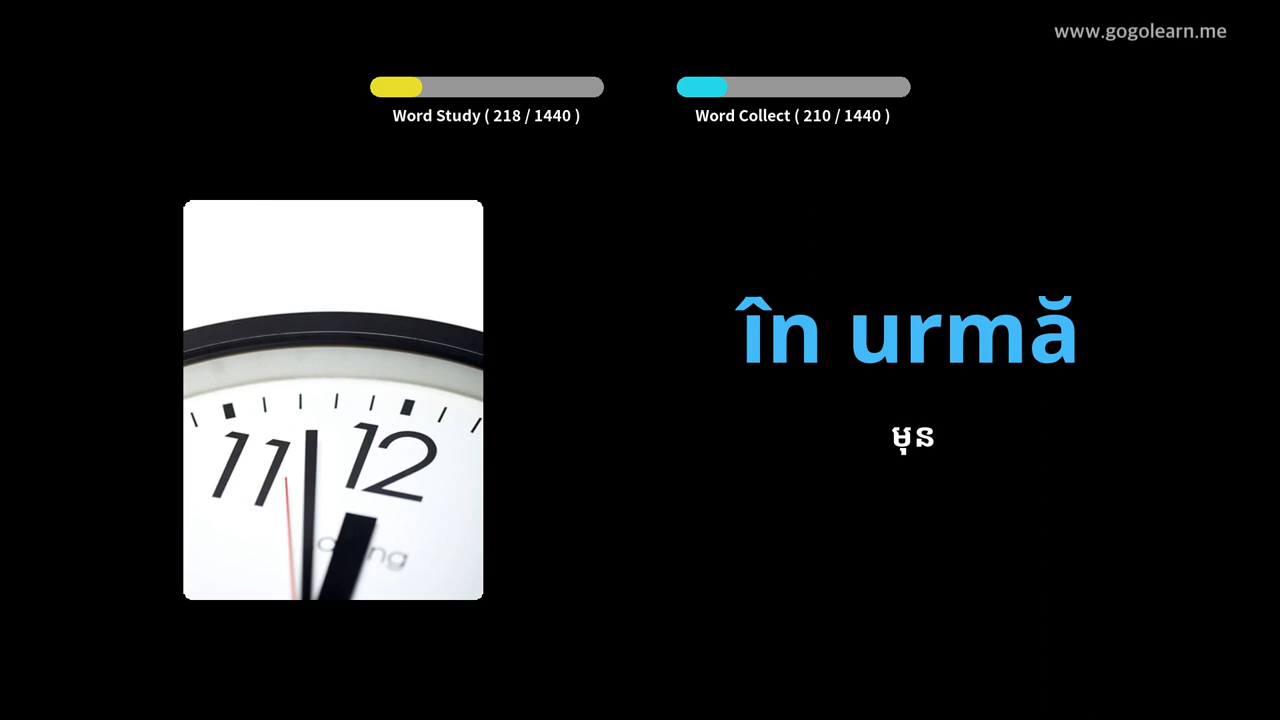 www.gogolearn.me
Word Study ( 218 / 1440 )
Word Collect ( 210 / 1440 )
11 12
în urmă
មុន